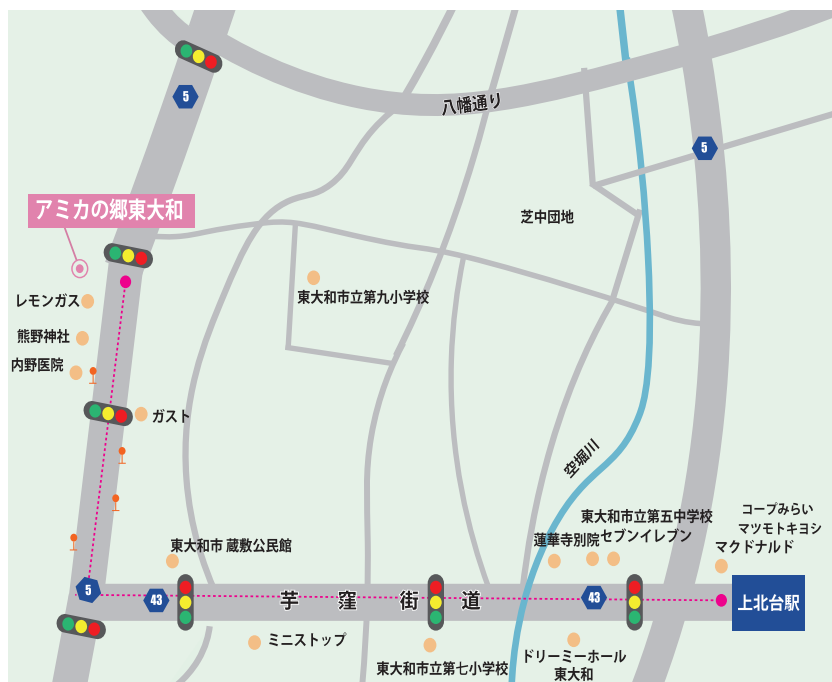 5
八幡通り
5
アミカの郷東大和
芝中団地
レモンガス
東大和市立第九小学校
熊野神社
内野医院
ガスト
空堀川
コープみらい
東大和市立第五中学校
マツモトキヨシ
蓮華寺別院
セブンイレブン
マクドナルド
東大和市 蔵敷公民館
5
43
芋窪街道
43
上北台駅
ミニストップ
東大和市立第七小学校
ドリーミーホール
東大和